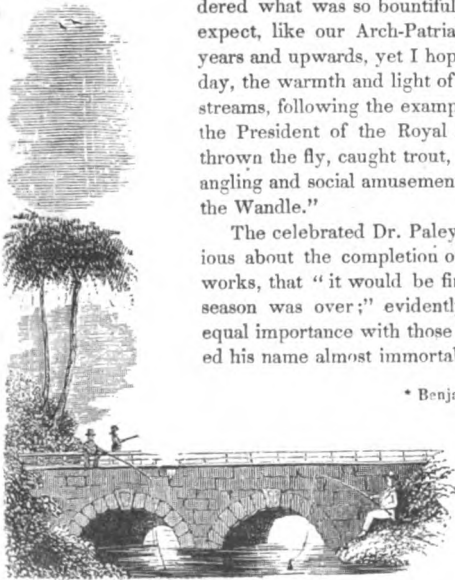 dered what was so bountiful
expect, like our Arch-Patria
years and upwards, yet I hop
day, the warmth and light of
streams, following the examp
the President of the Royal
thrown the fly, caught trout,
angling and social amusemen
the Wandle.”
The celebrated Dr. Paley
ious about the completion o
works, that “ it would be fin
season was over ;” evidentl
equal importance with those
ed his name almost immortal
* Benja